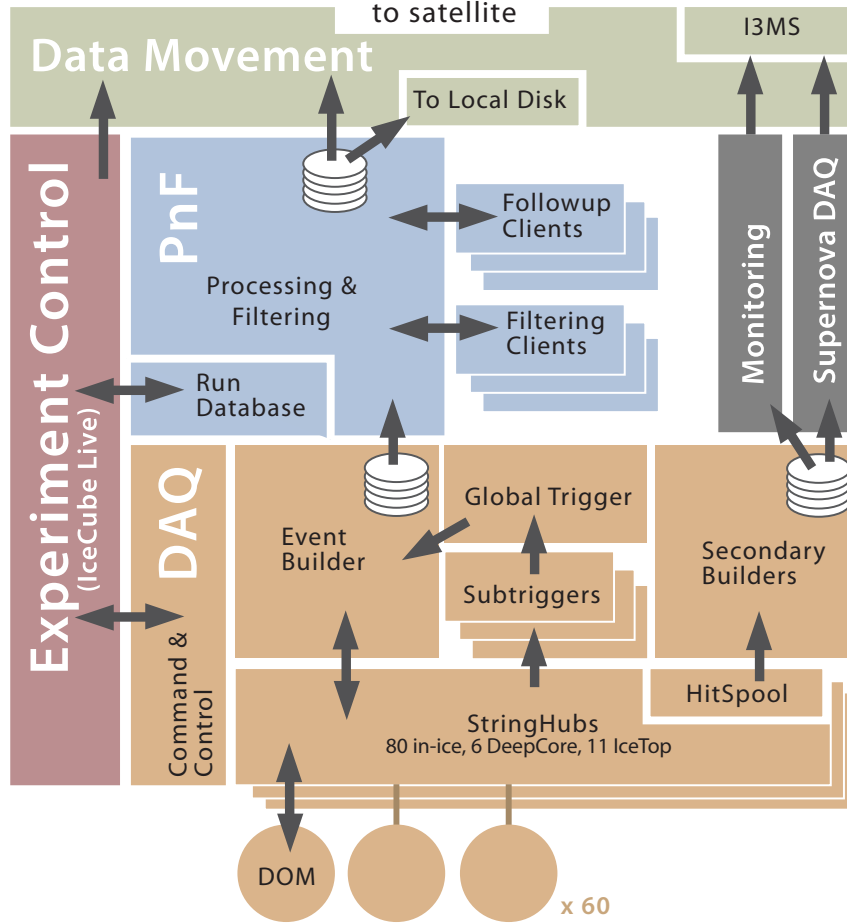 to satellite
I3MS
Data Movement
To Local Disk
Experiment Control
(IceCube Live)
PnF
Processing &
Filtering
Followup
Clients
Filtering
Clients
Monitoring
Supernova DAQ
Run
Database
DAQ
Command &
Control
Event
Builder
Global Trigger
Subtriggers
Secondary
Builders
HitSpool
StringHubs
80 in-ice, 6 DeepCore, 11 IceTop
DOM
x 60